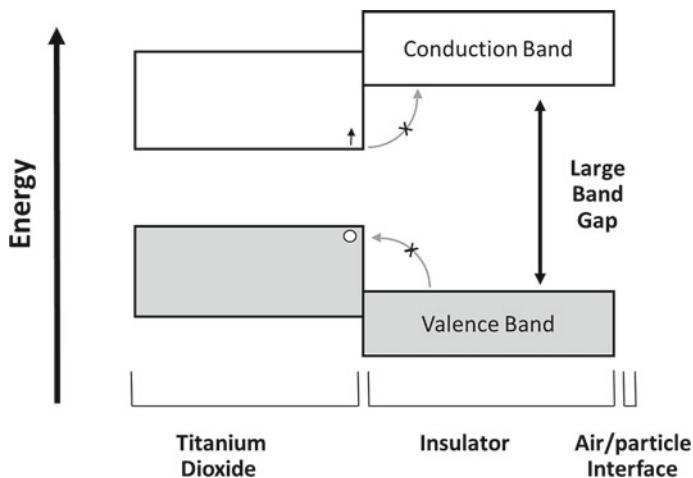 Conduction Band
Energy
Large
Band
Gap
Valence Band
Titanium
Dioxide
Insulator
Air/particle
Interface